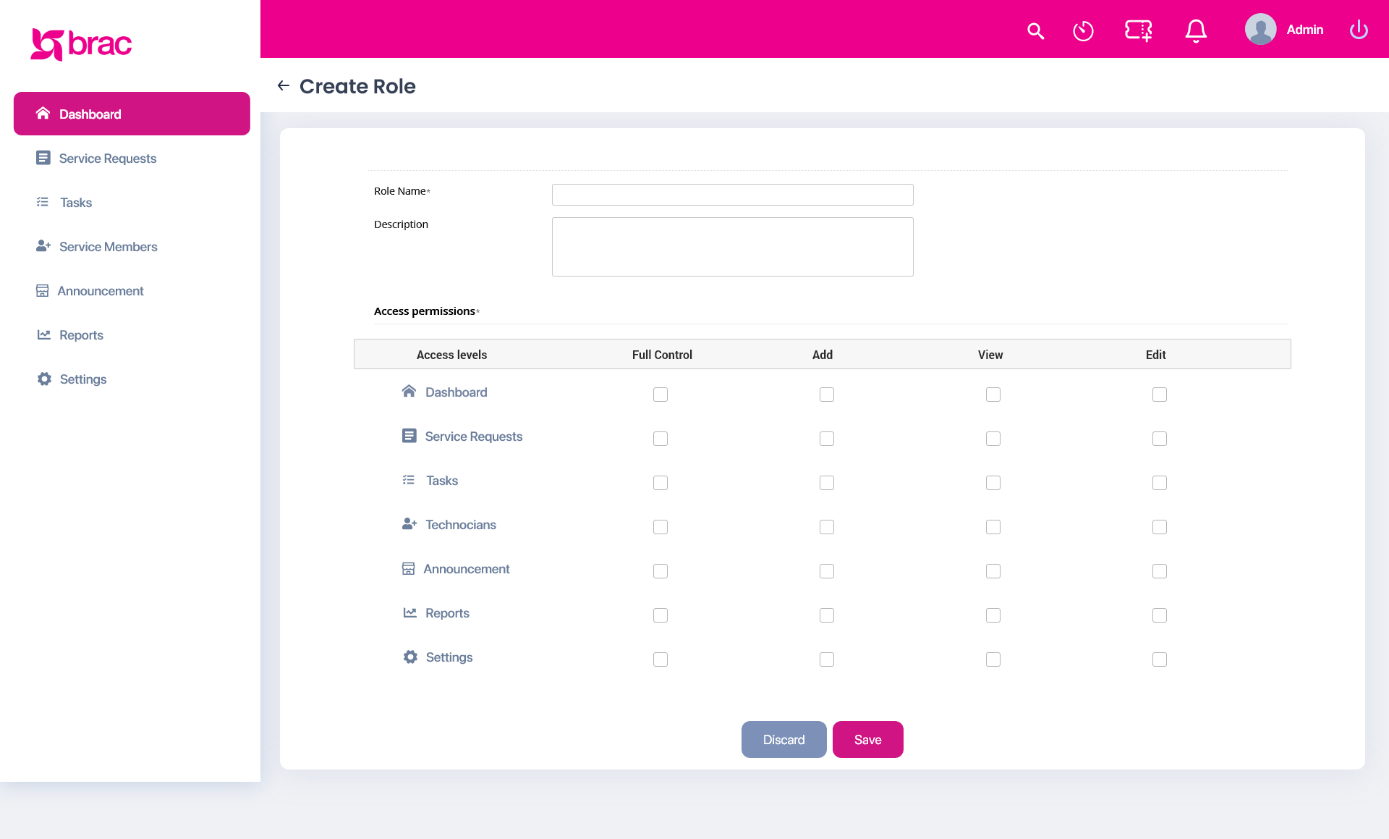 brac
Admin
Create Role
Dashboard
Service Requests
Tasks
Service Members
Announcement
Reports
Settings
Role Name*
Description
Access permissions*
Access levels Full Control Add View Edit
Dashboard
Service Requests
Tasks
Technocians
Announcement
Reports
Settings
Discard Save